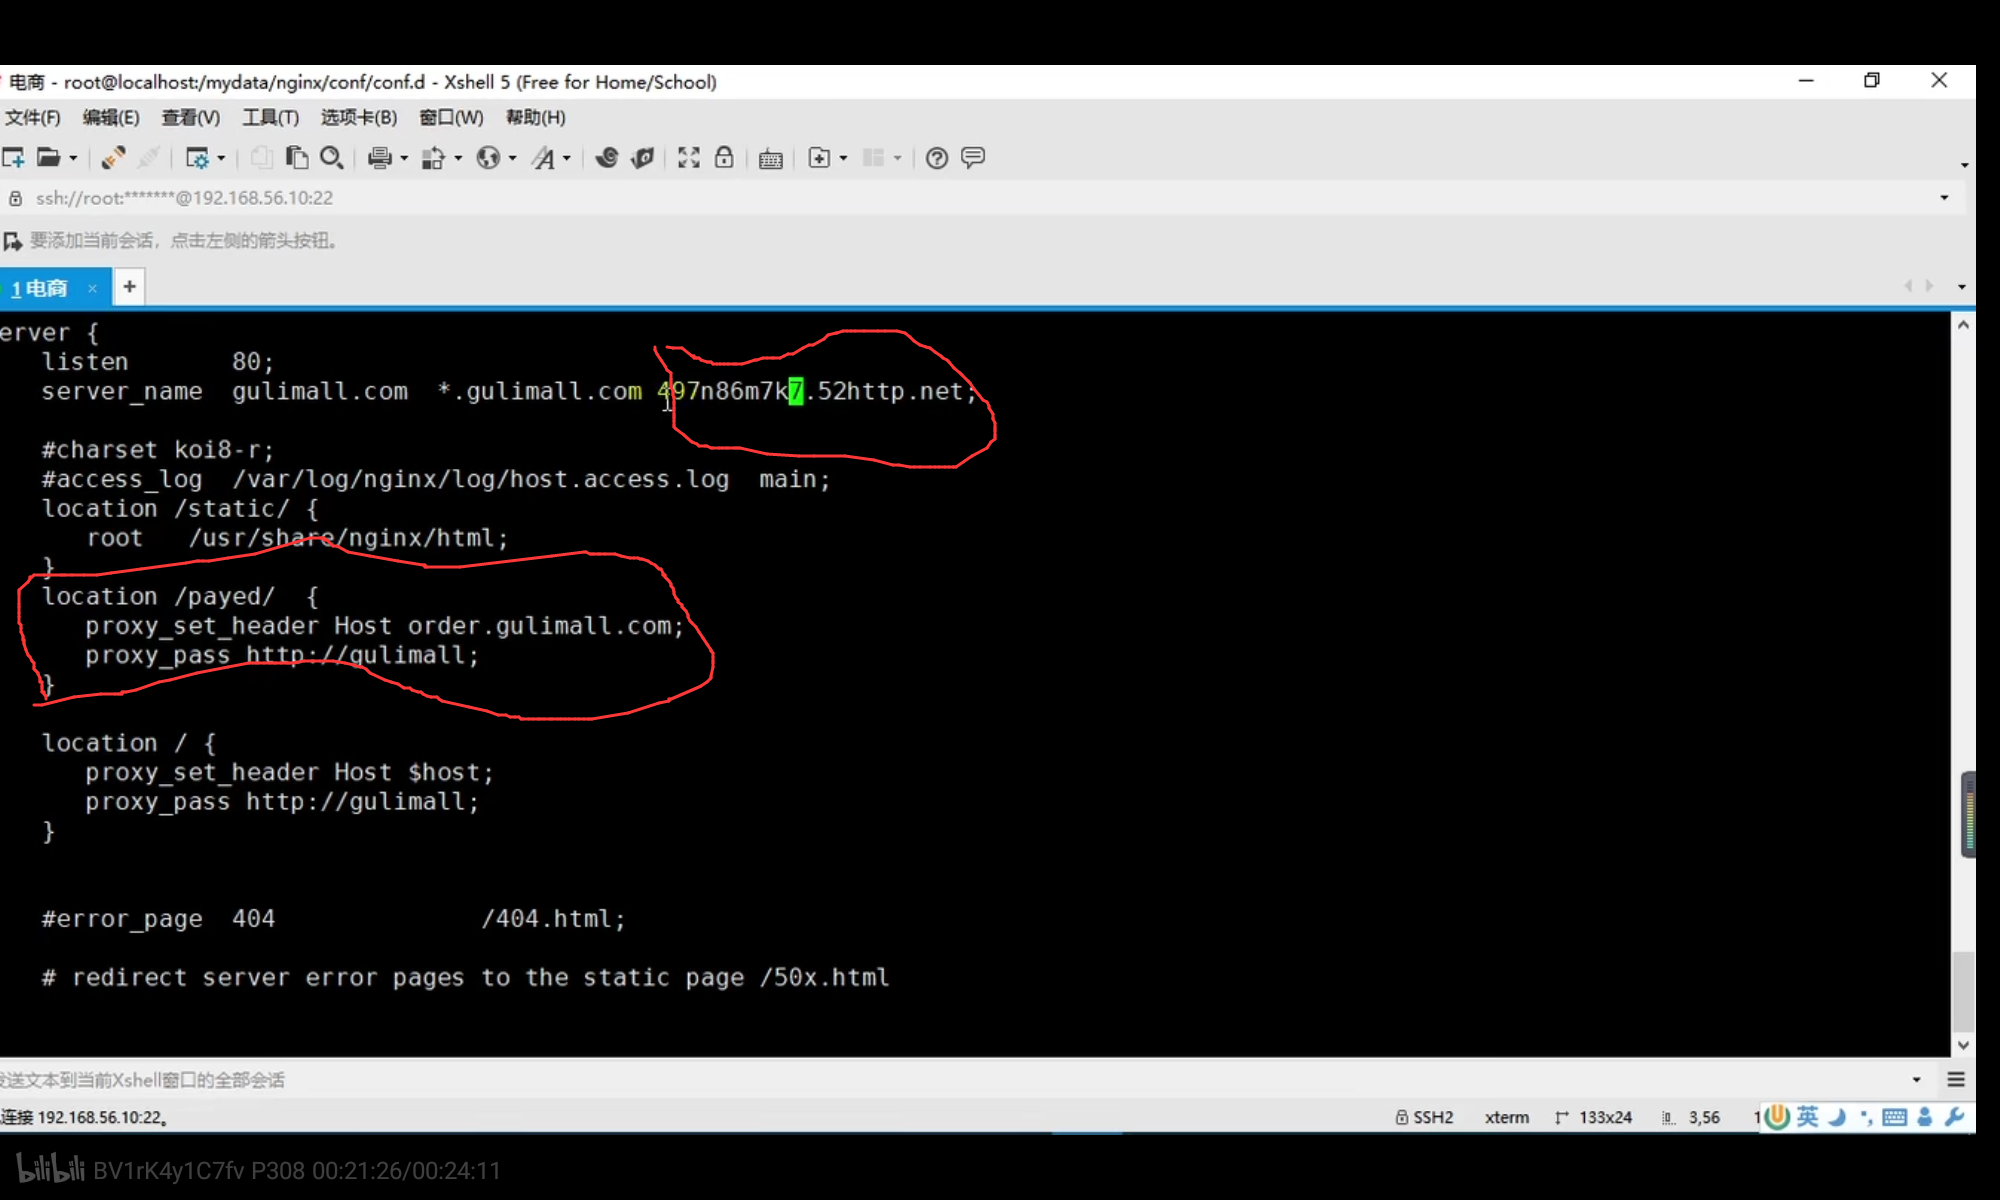 电商 - root@localhost:/mydata/nginx/conf/conf.d - Xshell 5 (Free for Home/School)
文件(F) 编辑(E) 查看(V) 工具(T) 选项卡(B) 窗口(W) 帮助(H)
ssh://root:*******@192.168.56.10:22
要添加当前会话，点击左侧的箭头按钮。
1 电商 × +
erver {
listen 80;
server_name gulimall.com *.gulimall.com 497n86m7k7.52http.net;
#charset koi8-r;
#access_log /var/log/nginx/log/host.access.log main;
location /static/ {
root /usr/share/nginx/html;
}
location /payed/ {
proxy_set_header Host order.gulimall.com;
proxy_pass http://gulimall;
}
location / {
proxy_set_header Host $host;
proxy_pass http://gulimall;
}
#error_page 404 /404.html;
# redirect server error pages to the static page /50x.html
送文本到当前Xshell窗口的全部会话
连接 192.168.56.10:22。 SSH2 xterm 133x24 3,56 1 英
bilibili BV1rK4y1C7fv P308 00:21:26/00:24:11